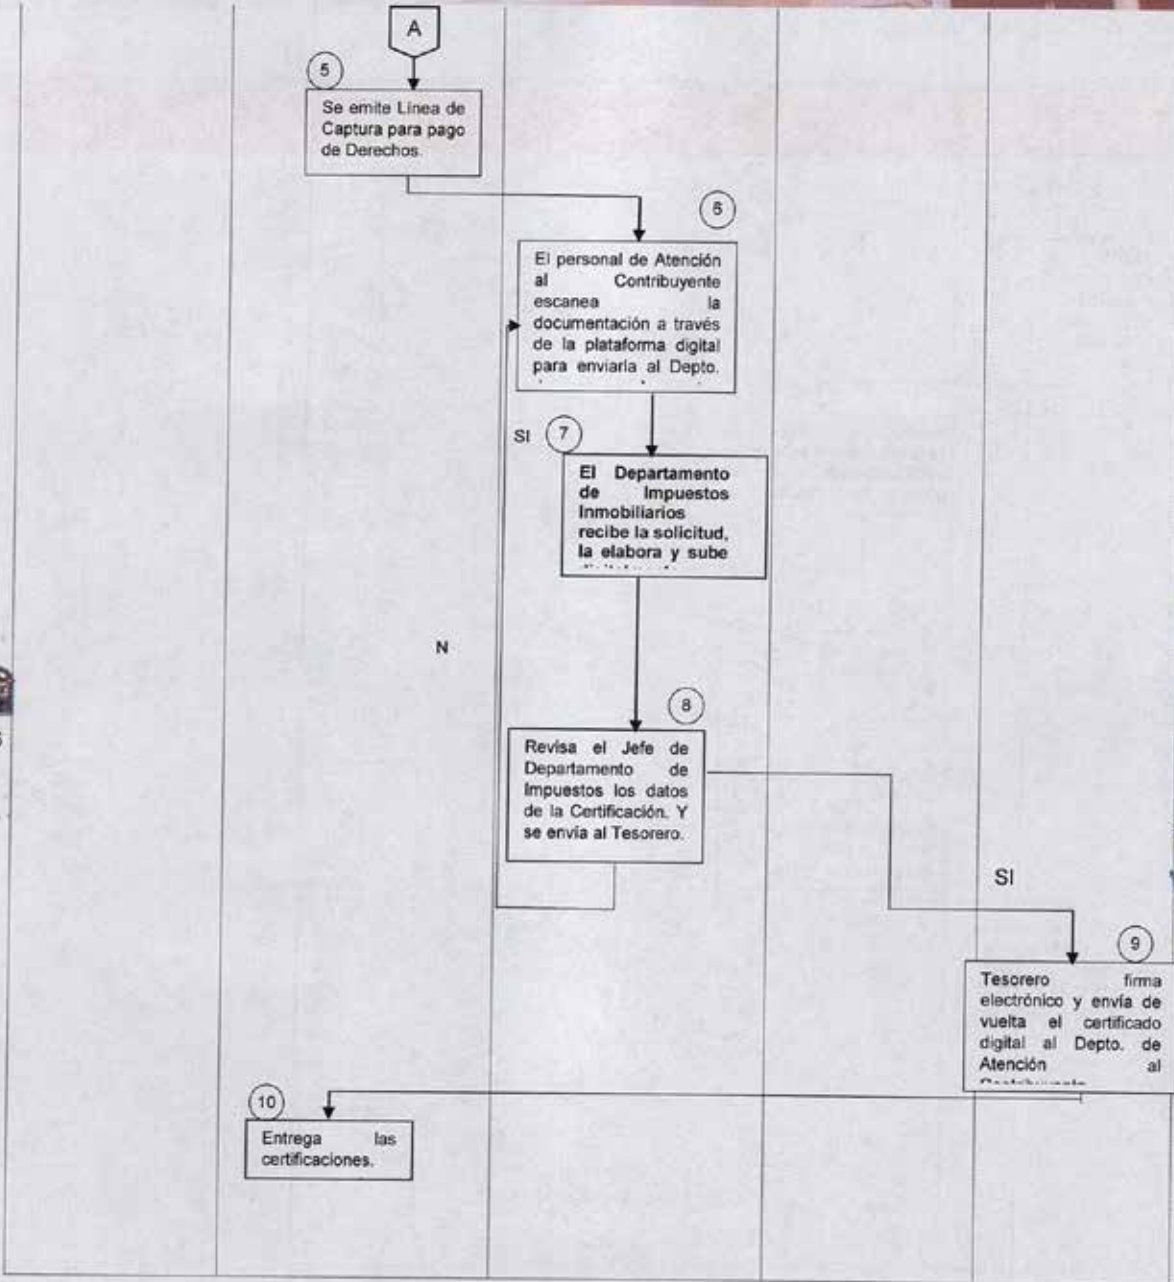 A
5
Se emite Linea de
Captura para pago
de Derechos.
6
El personal de Atención
al Contribuyente
escanea la
documentación a través
de la plataforma digital
para enviarla al Depto.
SI
7
El Departamento
de Impuestos
Inmobiliarios
recibe la solicitud,
la elabora y sube
N
8
Revisa el Jefe de
Departamento de
Impuestos los datos
de la Certificación. Y
se envía al Tesorero.
SI
9
Tesorero firma
electrónico y envía de
vuelta el certificado
digital al Depto. de
Atención al
10
Entrega las
certificaciones.